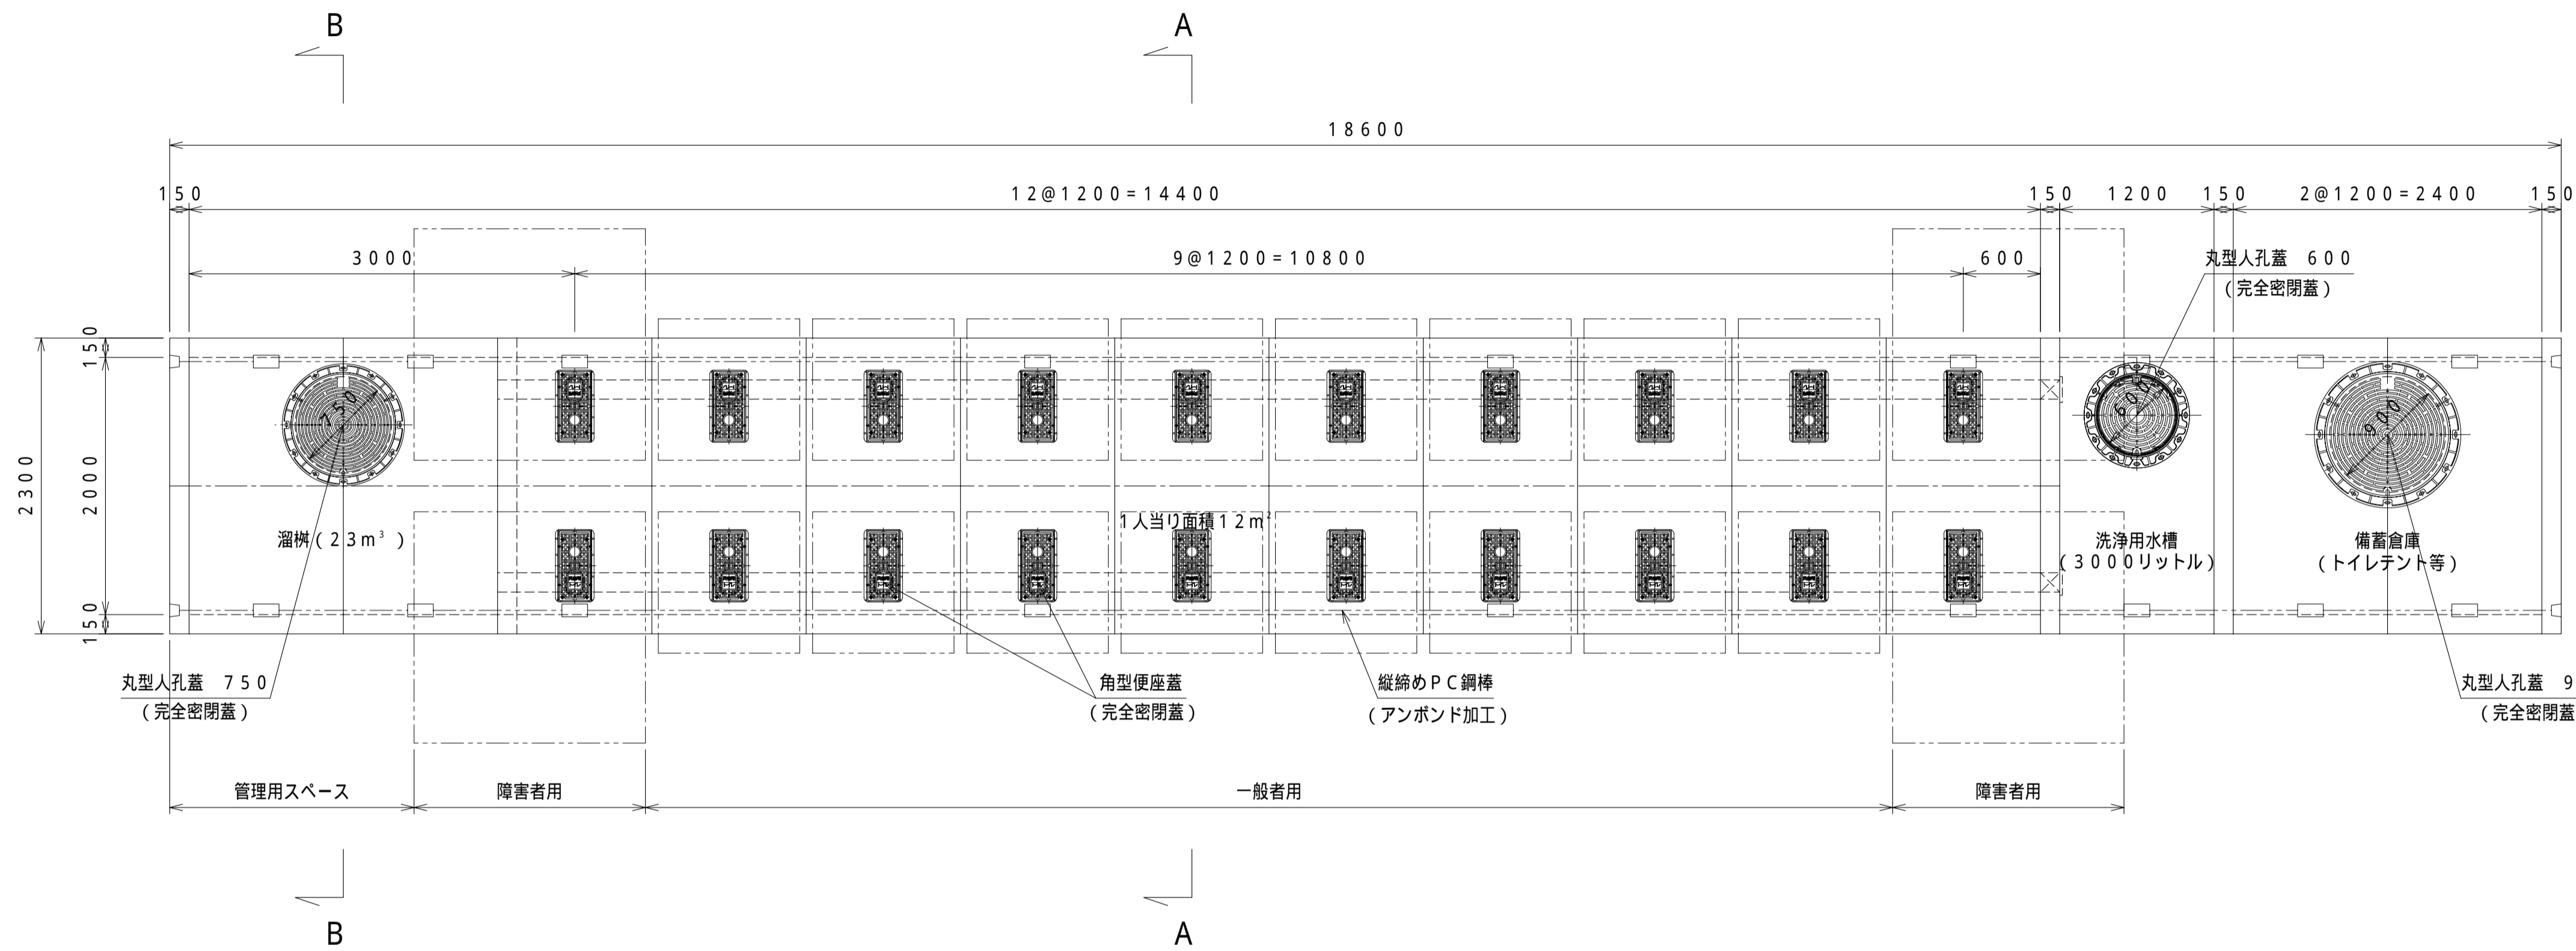 B
A
18600
150
12@1200=14400
150
1200
150
2@1200=2400
150
3000
9@1200=10800
600
丸型人孔蓋 600
(完全密閉蓋)
150
2300
2000
150
750
600
900
1人当り面積12m²
溜桝(23m³)
洗浄用水槽
(3000リットル)
備蓄倉庫
(トイレテント等)
丸型人孔蓋 750
(完全密閉蓋)
角型便座蓋
(完全密閉蓋)
縦締めPC鋼棒
(アンボンド加工)
丸型人孔蓋 9
(完全密閉蓋
管理用スペース
障害者用
一般者用
障害者用
B
A